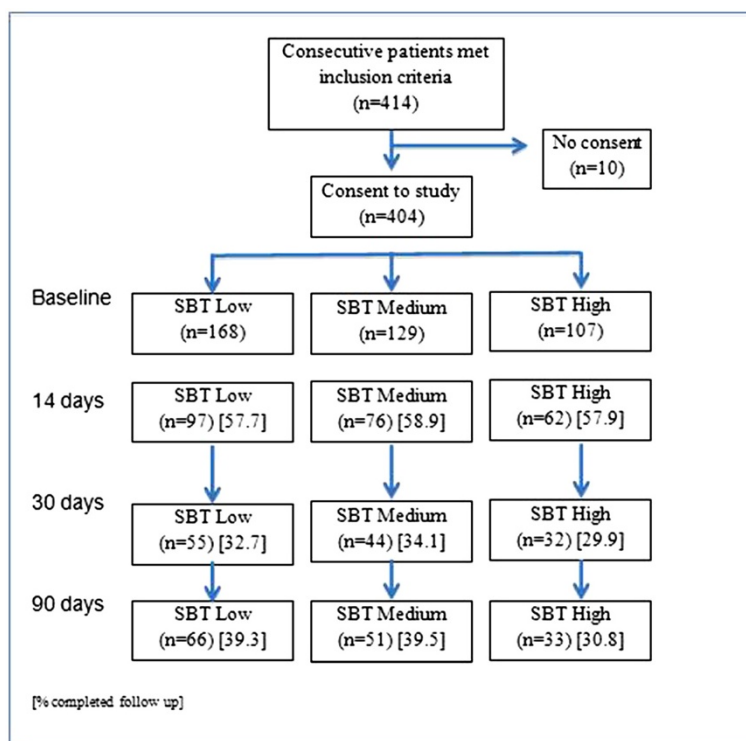 Consecutive patients met
inclusion criteria
(n=414)
No consent
(n=10)
Consent to study
(n=404)
Baseline
SBT Low
(n=168)
SBT Medium
(n=129)
SBT High
(n=107)
14 days
SBT Low
(n=97) [57.7]
SBT Medium
(n=76) [58.9]
SBT High
(n=62) [57.9]
30 days
SBT Low
(n=55) [32.7]
SBT Medium
(n=44) [34.1]
SBT High
(n=32) [29.9]
90 days
SBT Low
(n=66) [39.3]
SBT Medium
(n=51) [39.5]
SBT High
(n=33) [30.8]
[% completed follow up]